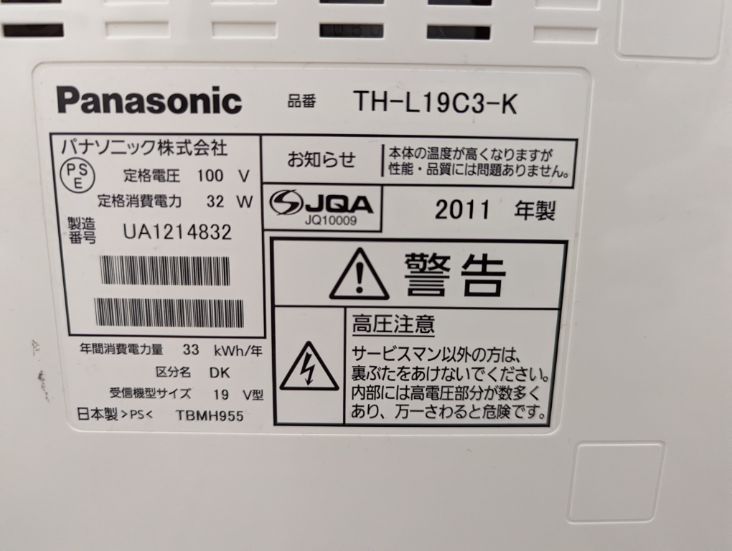 Panasonic 品番 TH-L19C3-K
パナソニック株式会社
PS
E
定格電圧 100 V
定格消費電力 32 W
製造
番号 UA1214832
お知らせ
本体の温度が高くなりますが
性能・品質には問題ありません。
JQA
JQ10009
2011 年製
警告
高圧注意
サービスマン以外の方は、
裏ぶたをあけないでください。
内部には高電圧部分が数多く
あり、万一さわると危険です。
年間消費電力量 33 kWh/年
区分名 DK
受信機型サイズ 19 V型
日本製 >PS< TBMH955